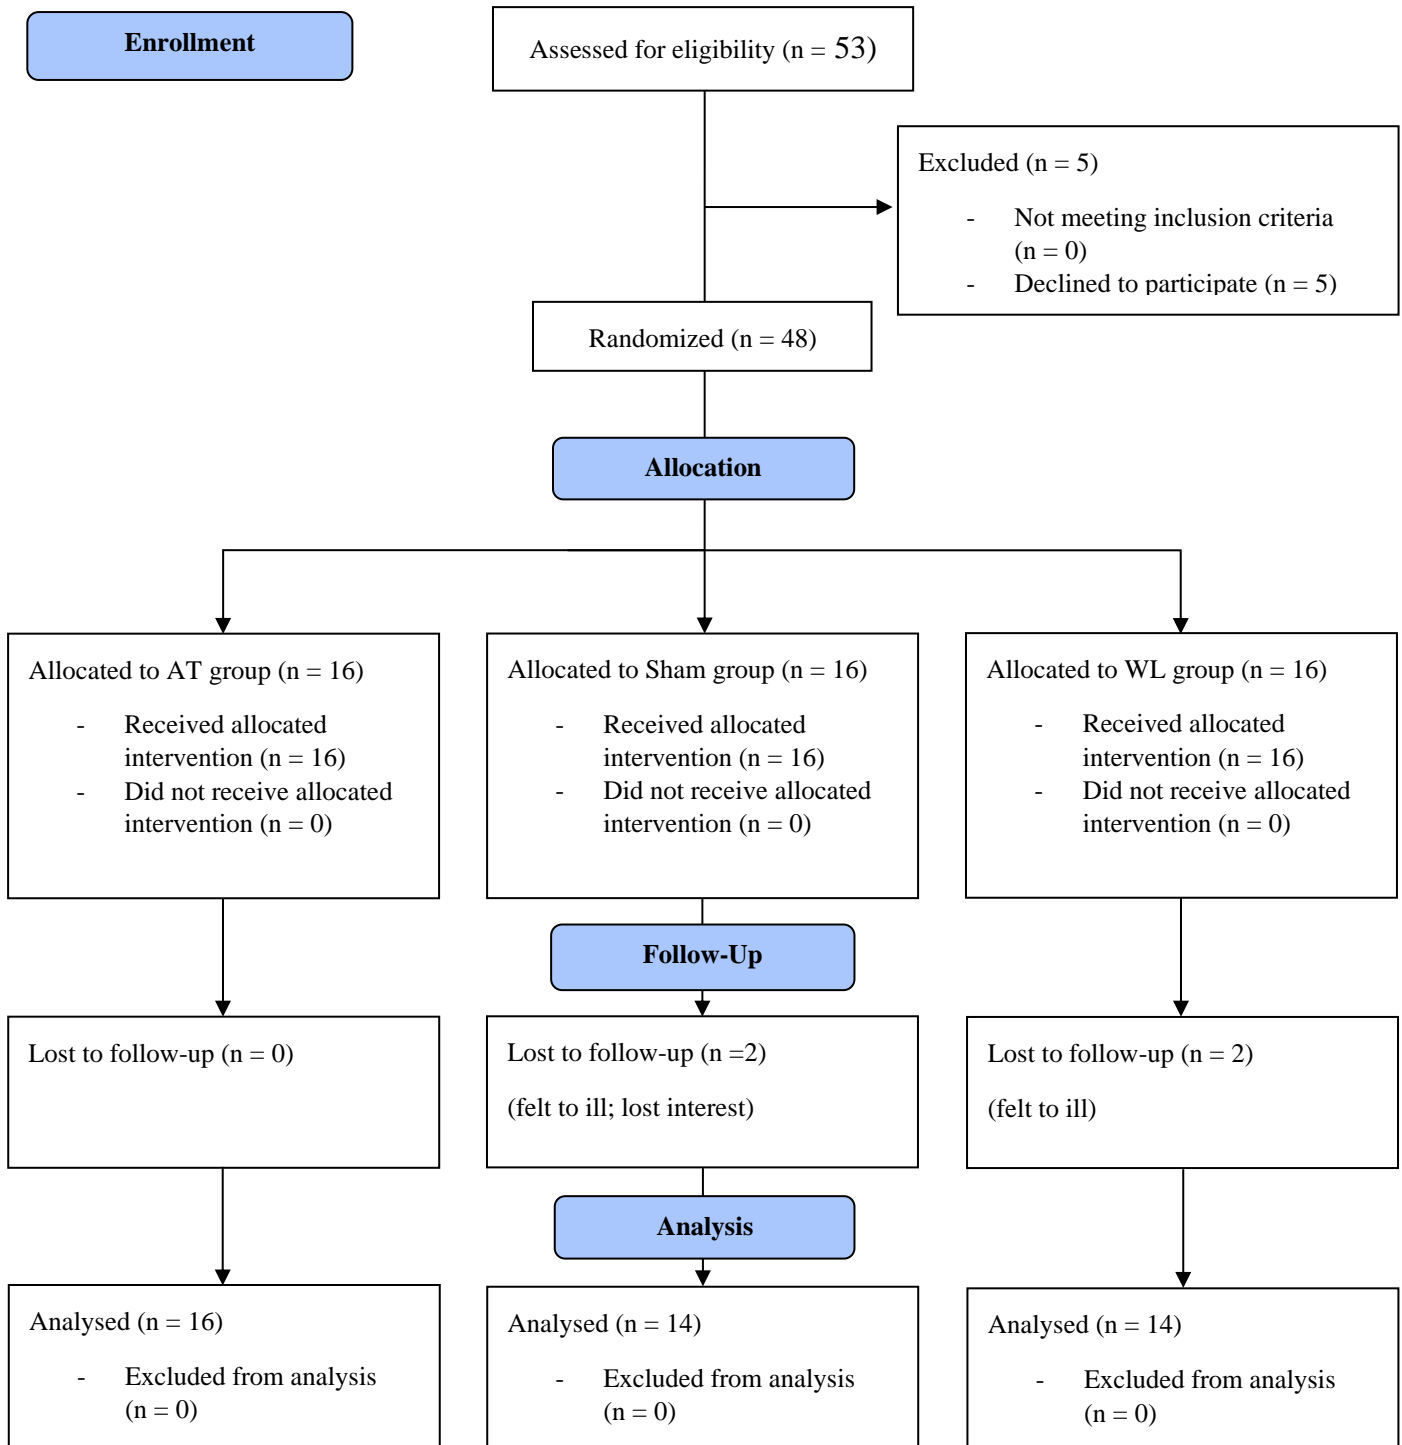 Enrollment
Assessed for eligibility (n = 53)
Excluded (n = 5)
- Not meeting inclusion criteria
(n = 0)
- Declined to participate (n = 5)
Randomized (n = 48)
Allocation
Allocated to AT group (n = 16)
- Received allocated
intervention (n = 16)
- Did not receive allocated
intervention (n = 0)
Allocated to Sham group (n = 16)
- Received allocated
intervention (n = 16)
- Did not receive allocated
intervention (n = 0)
Allocated to WL group (n = 16)
- Received allocated
intervention (n = 16)
- Did not receive allocated
intervention (n = 0)
Follow-Up
Lost to follow-up (n = 0)
Lost to follow-up (n =2)
(felt to ill; lost interest)
Lost to follow-up (n = 2)
(felt to ill)
Analysis
Analysed (n = 16)
- Excluded from analysis
(n = 0)
Analysed (n = 14)
- Excluded from analysis
(n = 0)
Analysed (n = 14)
- Excluded from analysis
(n = 0)